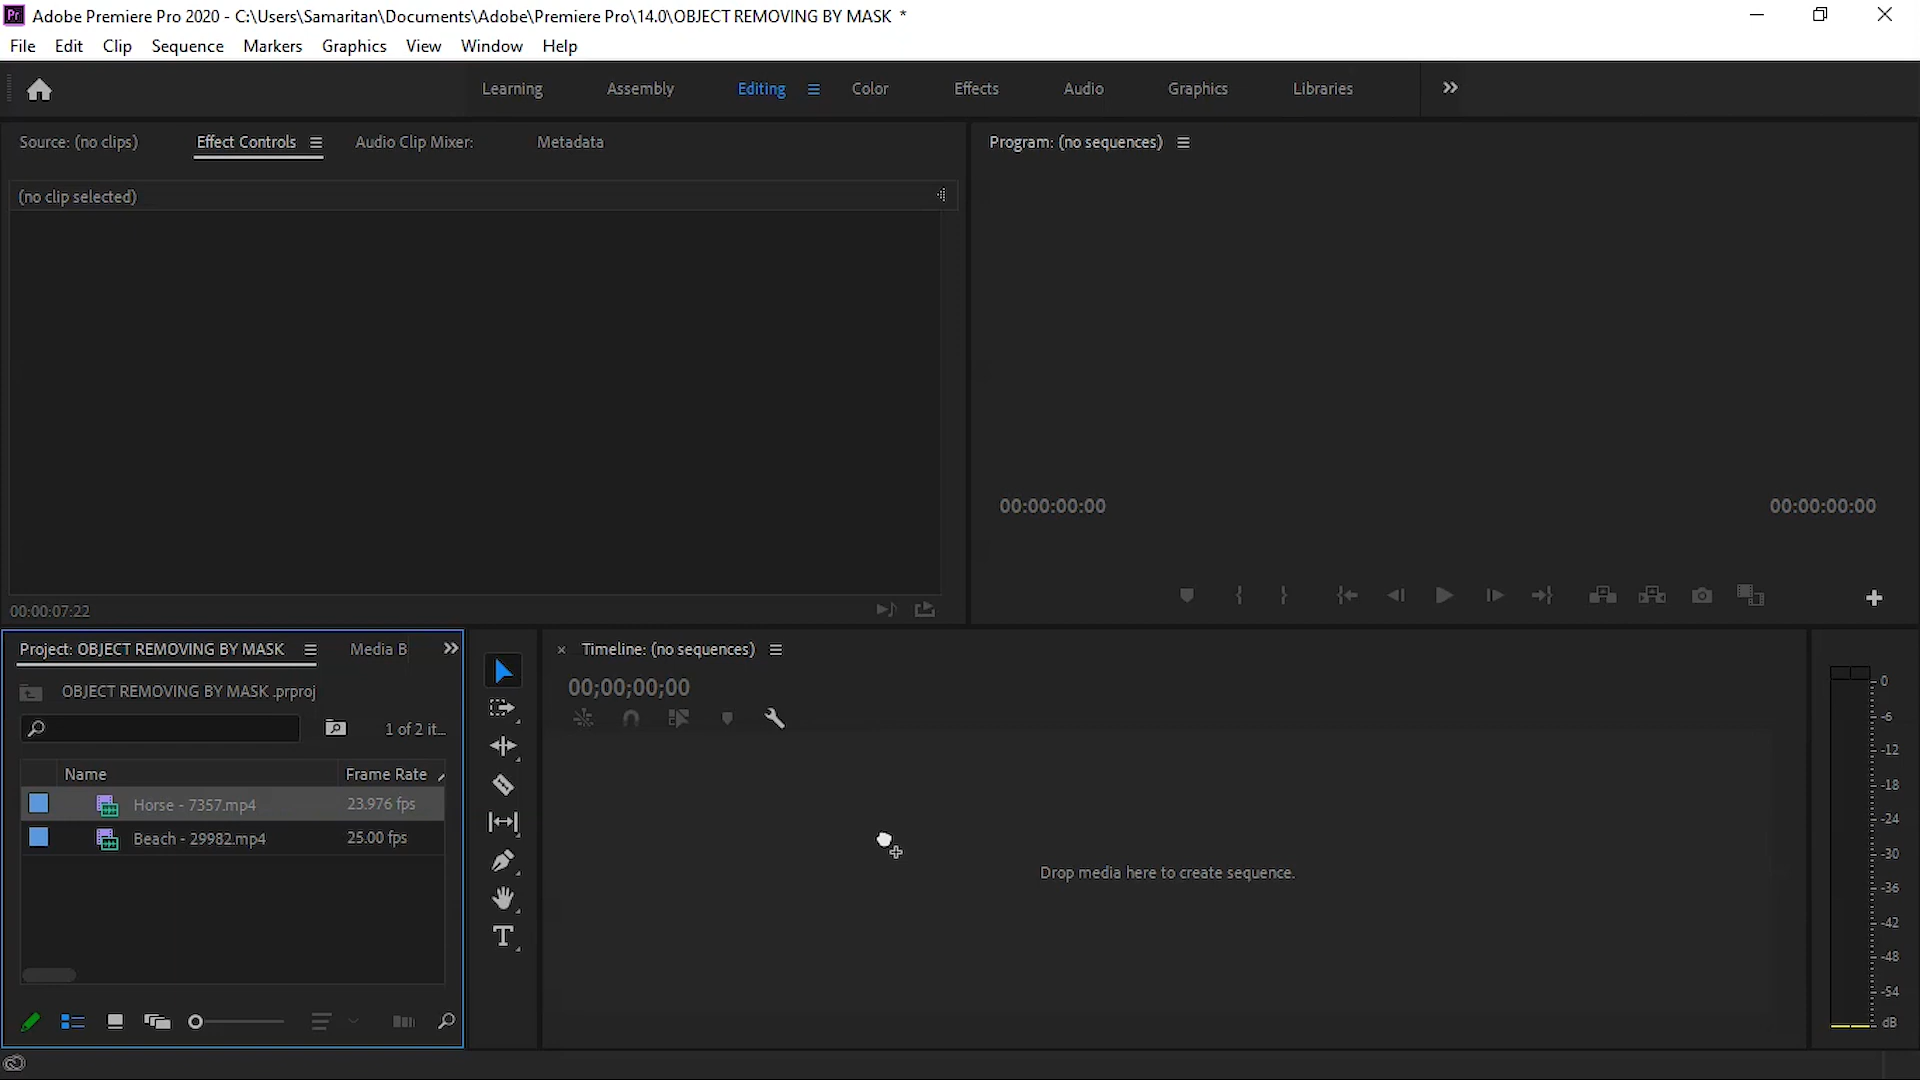 Pr Adobe Premiere Pro 2020 - C:\Users\Samaritan\Documents\Adobe\Premiere Pro\14.0\OBJECT REMOVING BY MASK *
File Edit Clip Sequence Markers Graphics View Window Help
Learning Assembly Editing Color Effects Audio Graphics Libraries
Source: (no clips) Effect Controls Audio Clip Mixer: Metadata
Program: (no sequences)
(no clip selected)
00:00:00:00 00:00:00:00
00:00:07:22
Project: OBJECT REMOVING BY MASK Media B
Timeline: (no sequences)
OBJECT REMOVING BY MASK .prproj
00;00;00;00
1 of 2 it...
Name Frame Rate
Horse - 7357.mp4 23.976 fps
Beach - 29982.mp4 25.00 fps
Drop media here to create sequence.
0
-6
-12
-18
-24
-30
-36
-42
-48
-54
dB